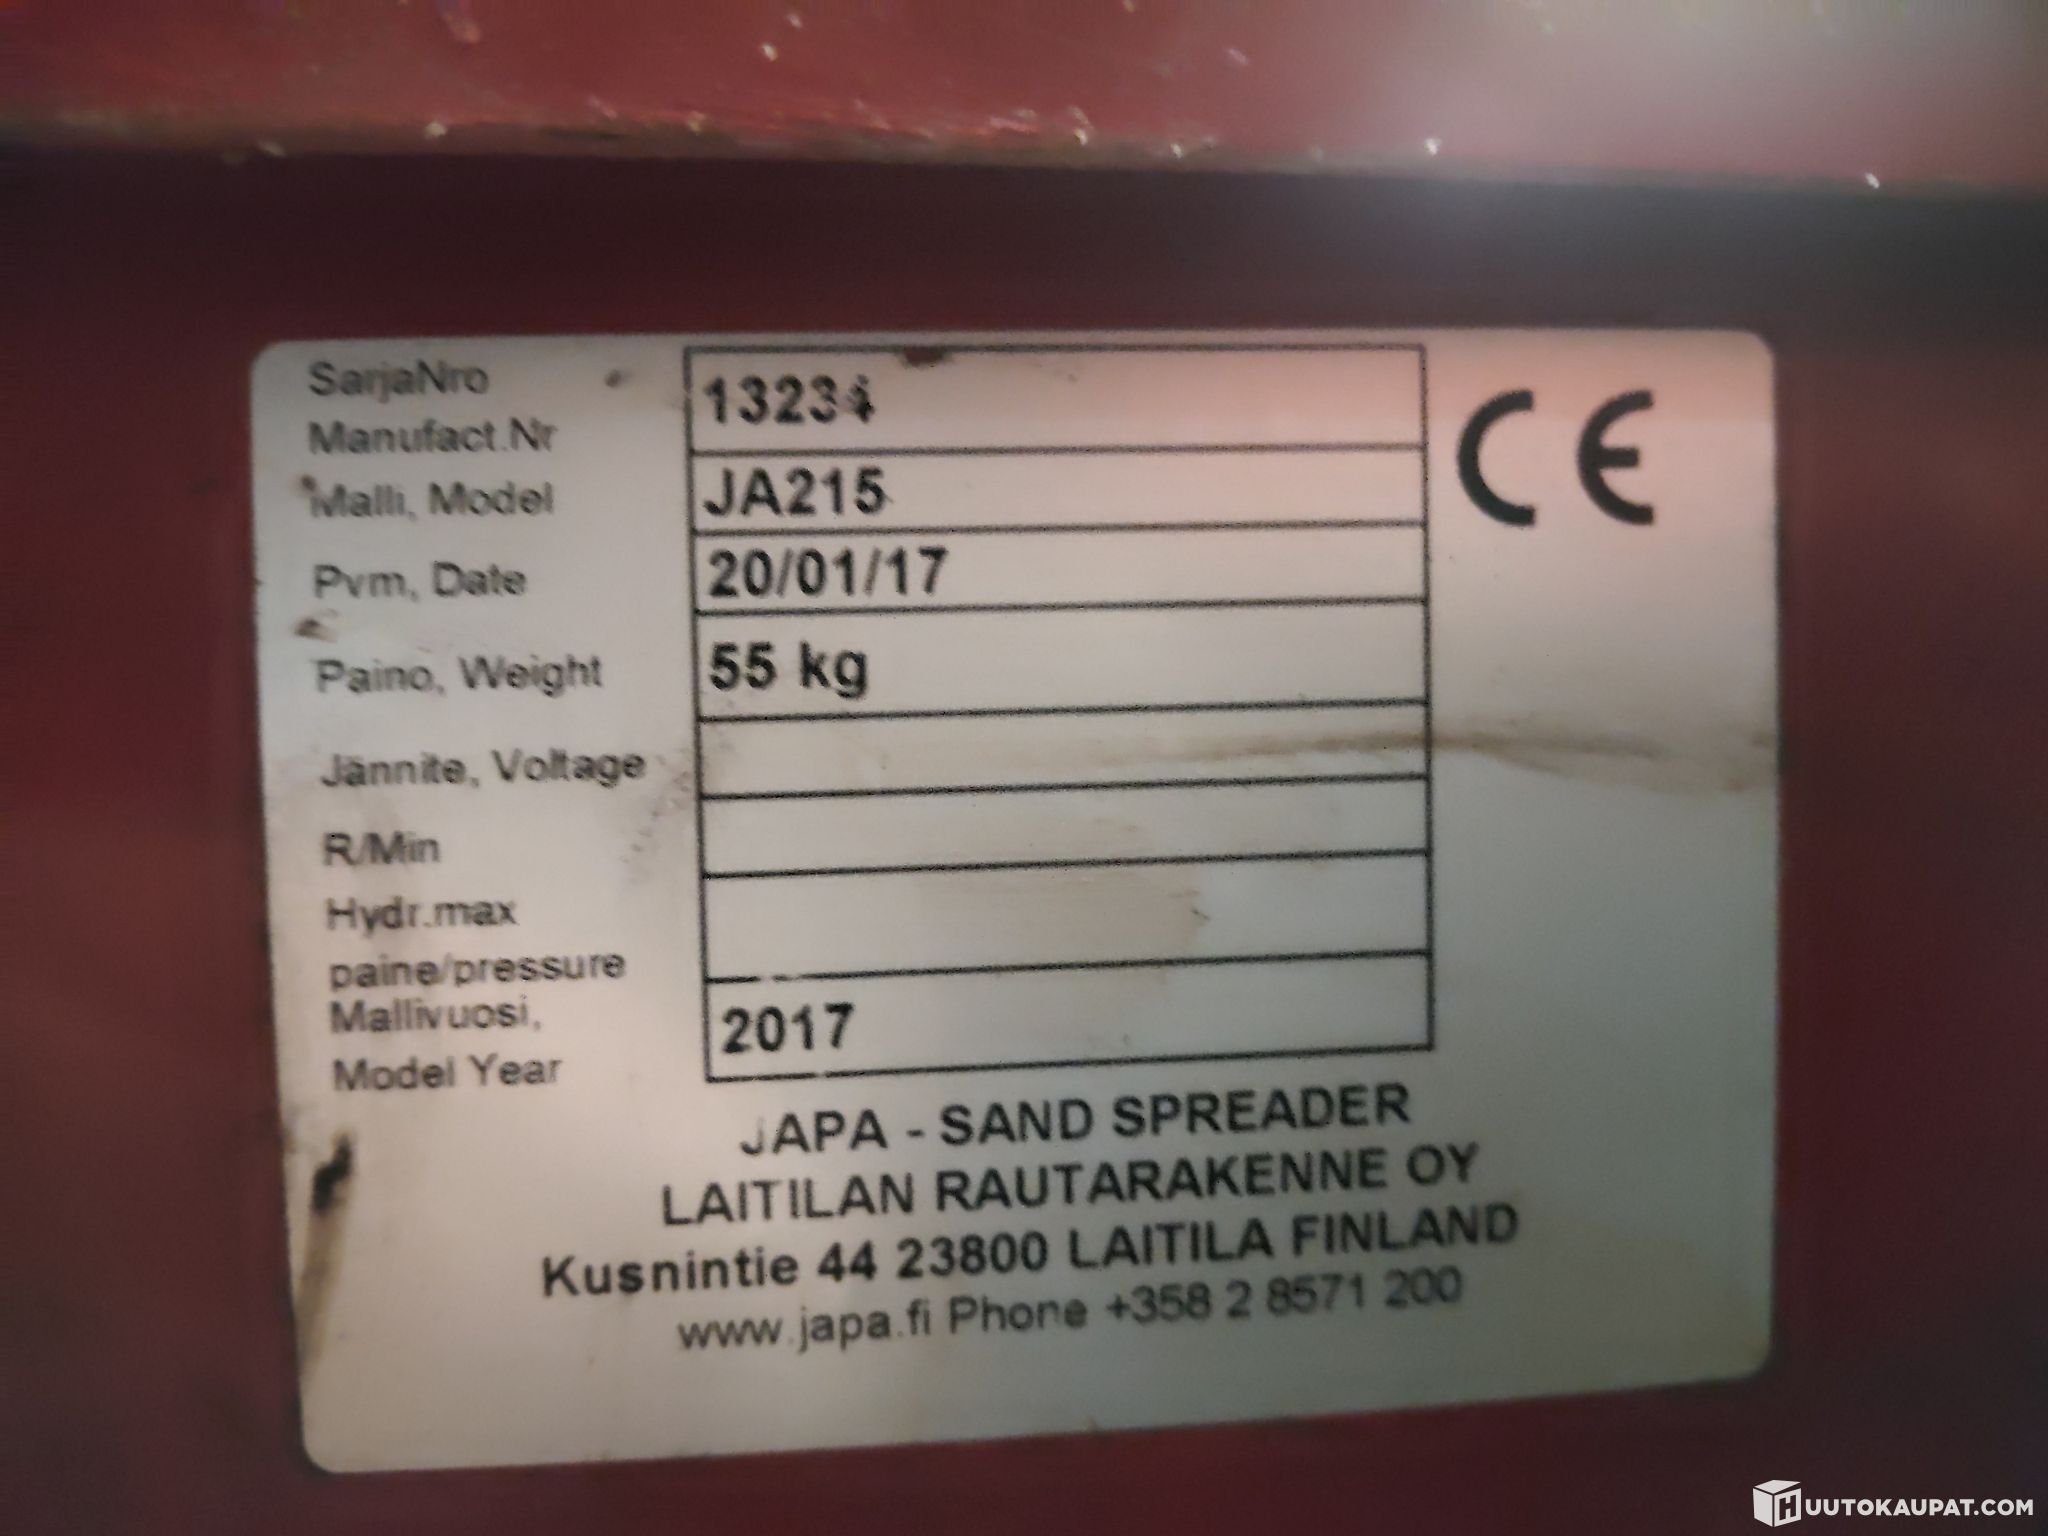 SarjaNro
Manufact.Nr
13234
Malli, Model
JA215
Pvm, Date
20/01/17
Paino, Weight
55 kg
Jännite, Voltage
R/Min
Hydr.max
paine/pressure
Mallivuosi,
Model Year
2017
CE
JAPA - SAND SPREADER
LAITILAN RAUTARAKENNE OY
Kusnintie 44 23800 LAITILA FINLAND
www.japa.fi Phone +358 2 8571 200
HUUTOKAUPAT.COM